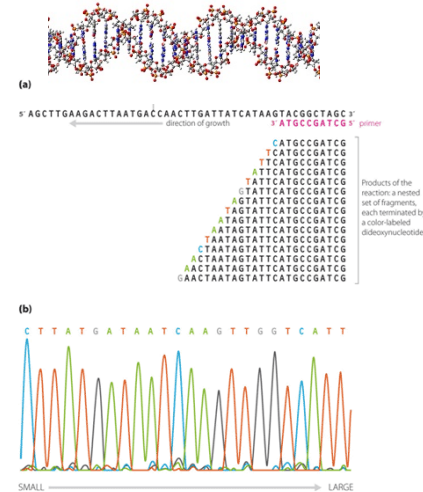 (a)
5' AGCTTGAAGACTTAATGACCAACTTGATTATCATAAGTACGGCTAGC 3'
direction of growth 3' ATGCCGATCG 5' primer
CATGCCGATCG
TCATGCCGATCG
TTCATGCCGATCG
ATTCATGCCGATCG
TATTCATGCCGATCG
GTATTCATGCCGATCG
AGTATTCATGCCGATCG
TAGTATTCATGCCGATCG
ATAGTATTCATGCCGATCG
AATAGTATTCATGCCGATCG
TAATAGTATTCATGCCGATCG
CTAATAGTATTCATGCCGATCG
ACTAATAGTATTCATGCCGATCG
AACTAATAGTATTCATGCCGATCG
GAACTAATAGTATTCATGCCGATCG
Products of the
reaction: a nested
set of fragments,
each terminated by
a color-labeled
dideoxynucleotide
(b)
C T T A T G A T A A T C A A G T T G G T C A T T
SMALL LARGE